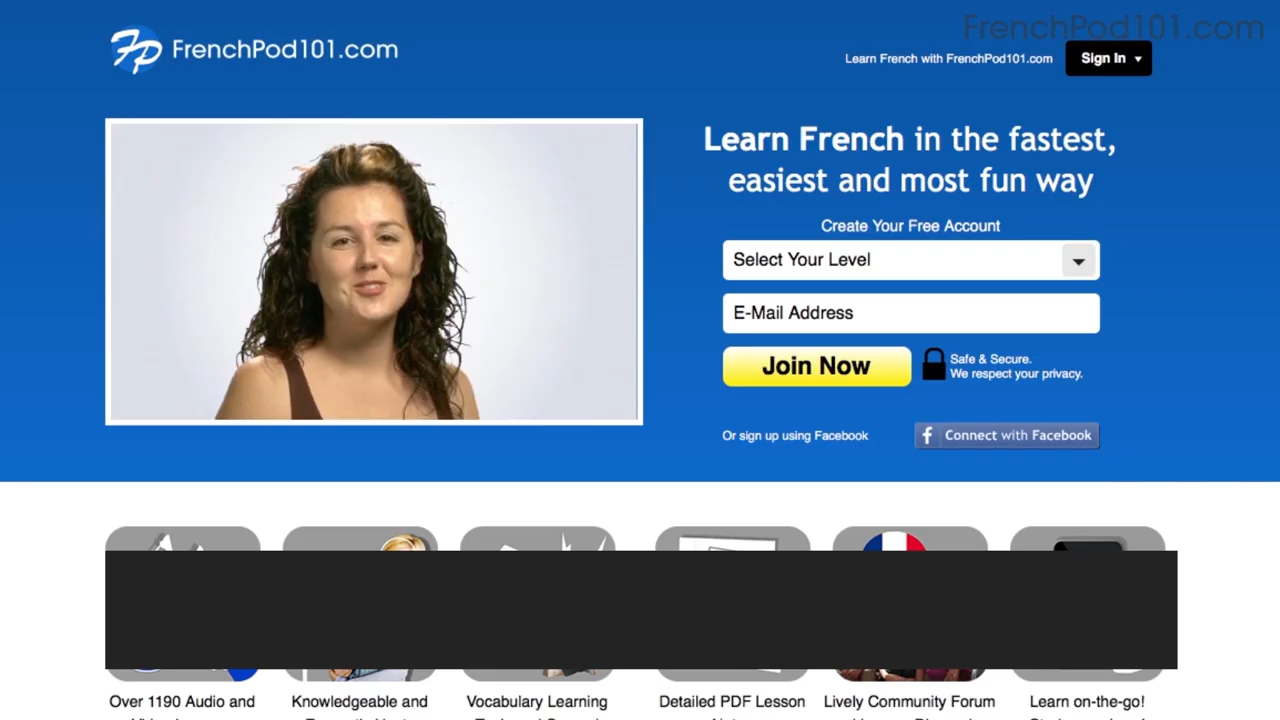 FrenchPod101.com
FrenchPod101.com
Learn French with FrenchPod101.com
Sign In
Learn French in the fastest,
easiest and most fun way
Create Your Free Account
Select Your Level
E-Mail Address
Join Now
Safe & Secure.
We respect your privacy.
Or sign up using Facebook
f Connect with Facebook
Over 1190 Audio and
Knowledgeable and
Vocabulary Learning
Detailed PDF Lesson
Lively Community Forum
Learn on-the-go!